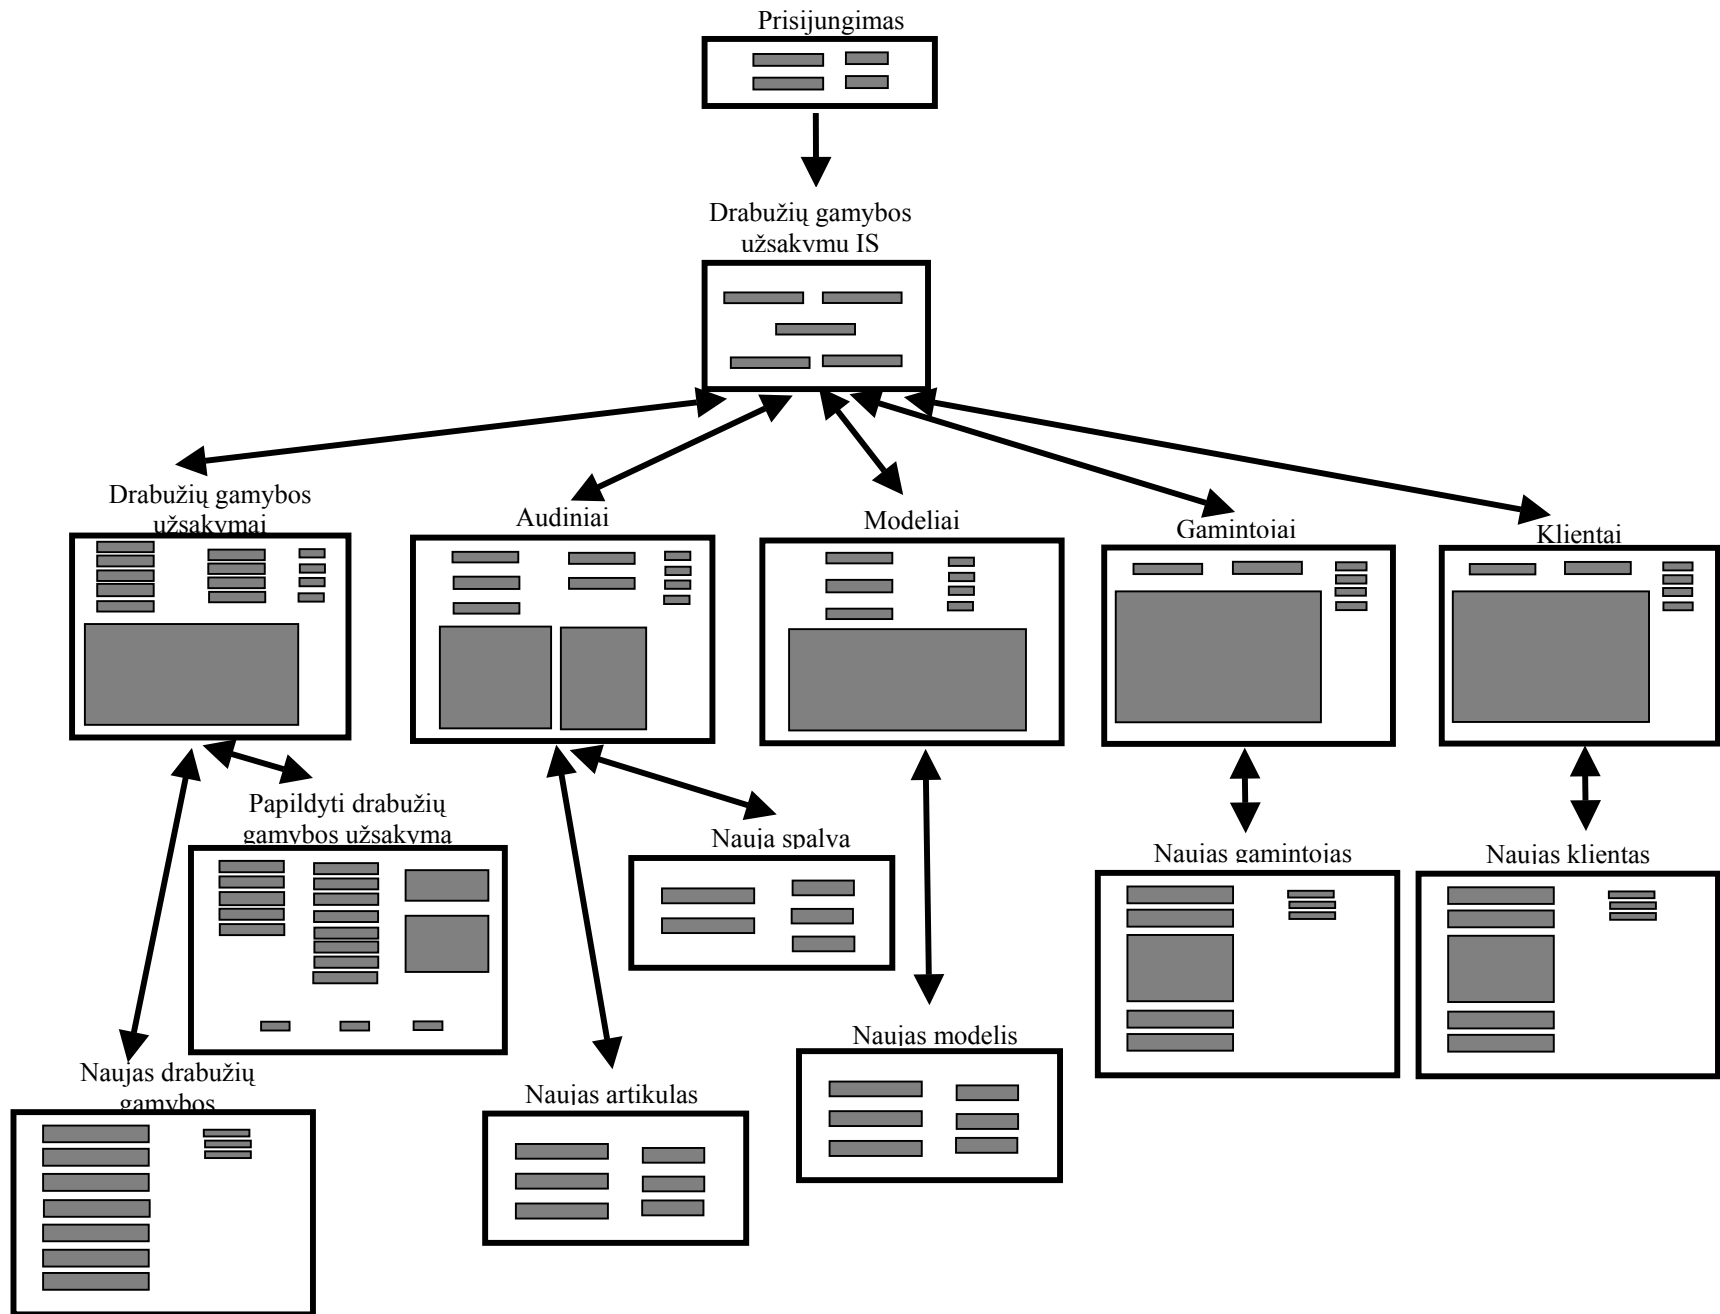 Prisijungimas
Drabužių gamybos
užsakymu IS
Drabužių gamybos
užsakymai
Audiniai
Modeliai
Gamintojai
Klientai
Papildyti drabužių
gamybos užsakyma
Nauja spalva
Naujas gamintojas
Naujas klientas
Naujas drabužių
gamybos
Naujas artikulas
Naujas modelis